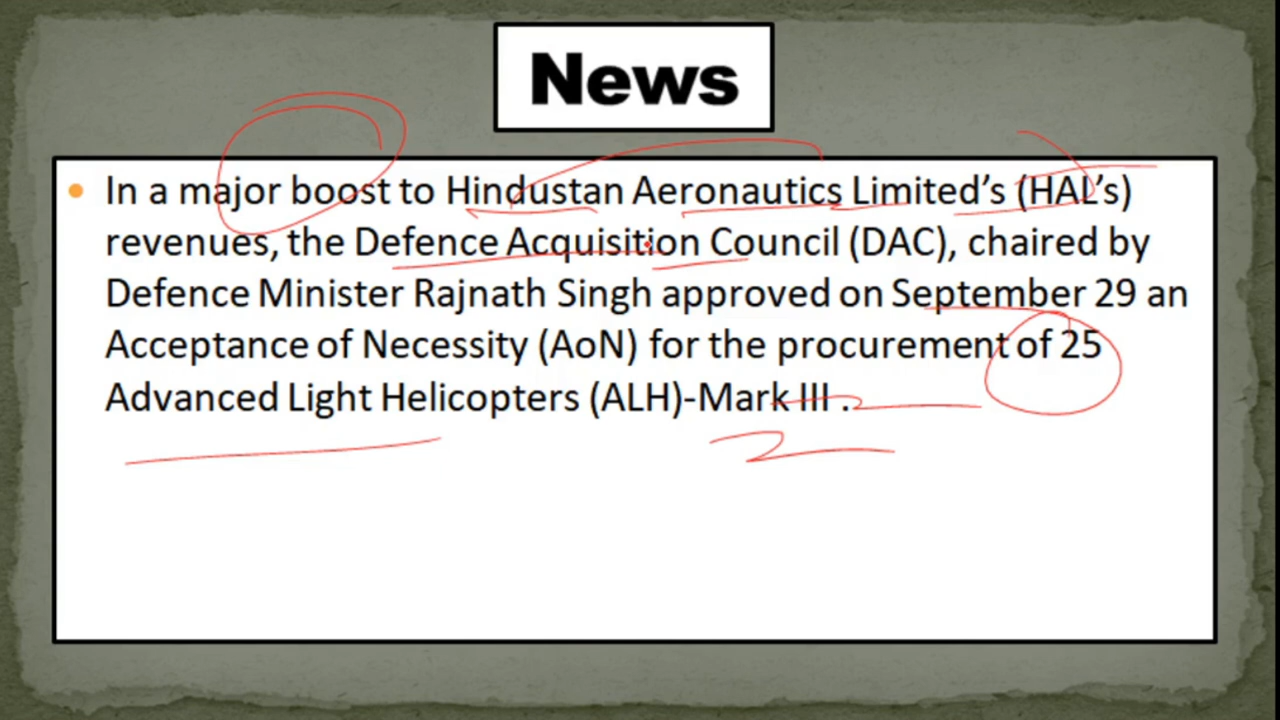 News
In a major boost to Hindustan Aeronautics Limited’s (HAL’s)
revenues, the Defence Acquisition Council (DAC), chaired by
Defence Minister Rajnath Singh approved on September 29 an
Acceptance of Necessity (AoN) for the procurement of 25
Advanced Light Helicopters (ALH)-Mark III .